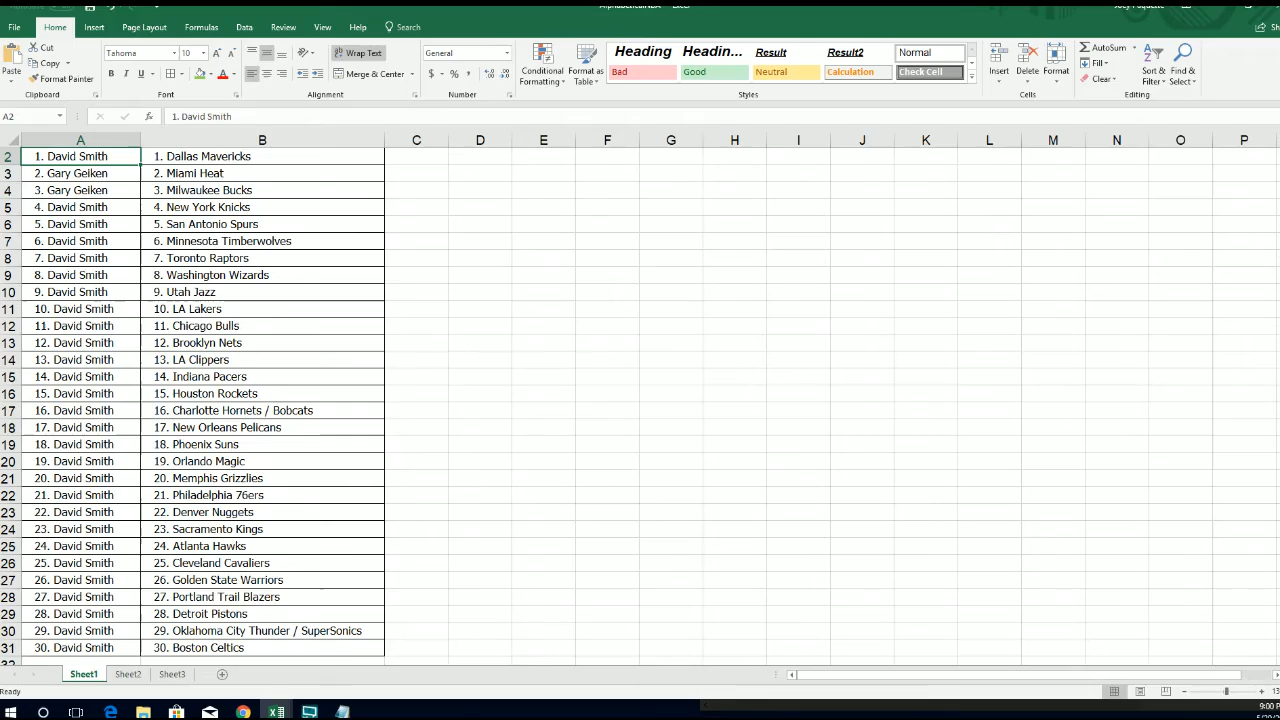 File Home Insert Page Layout Formulas Data Review View Help Search
Cut
Copy
Format Painter
Paste
Clipboard
Tahoma 10
B I U
Font
Wrap Text
Merge & Center
Alignment
General
$ % ,
Number
Conditional Formatting
Format as Table
Heading Headin... Result Result2 Normal
Bad Good Neutral Calculation Check Cell
Styles
Insert Delete Format
Cells
AutoSum
Fill
Clear
Sort & Filter
Find & Select
Editing
A2 fx 1. David Smith
A B C D E F G H I J K L M N O P
2 1. David Smith 1. Dallas Mavericks
3 2. Gary Geiken 2. Miami Heat
4 3. Gary Geiken 3. Milwaukee Bucks
5 4. David Smith 4. New York Knicks
6 5. David Smith 5. San Antonio Spurs
7 6. David Smith 6. Minnesota Timberwolves
8 7. David Smith 7. Toronto Raptors
9 8. David Smith 8. Washington Wizards
10 9. David Smith 9. Utah Jazz
11 10. David Smith 10. LA Lakers
12 11. David Smith 11. Chicago Bulls
13 12. David Smith 12. Brooklyn Nets
14 13. David Smith 13. LA Clippers
15 14. David Smith 14. Indiana Pacers
16 15. David Smith 15. Houston Rockets
17 16. David Smith 16. Charlotte Hornets / Bobcats
18 17. David Smith 17. New Orleans Pelicans
19 18. David Smith 18. Phoenix Suns
20 19. David Smith 19. Orlando Magic
21 20. David Smith 20. Memphis Grizzlies
22 21. David Smith 21. Philadelphia 76ers
23 22. David Smith 22. Denver Nuggets
24 23. David Smith 23. Sacramento Kings
25 24. David Smith 24. Atlanta Hawks
26 25. David Smith 25. Cleveland Cavaliers
27 26. David Smith 26. Golden State Warriors
28 27. David Smith 27. Portland Trail Blazers
29 28. David Smith 28. Detroit Pistons
30 29. David Smith 29. Oklahoma City Thunder / SuperSonics
31 30. David Smith 30. Boston Celtics
Sheet1 Sheet2 Sheet3
Ready
9:00